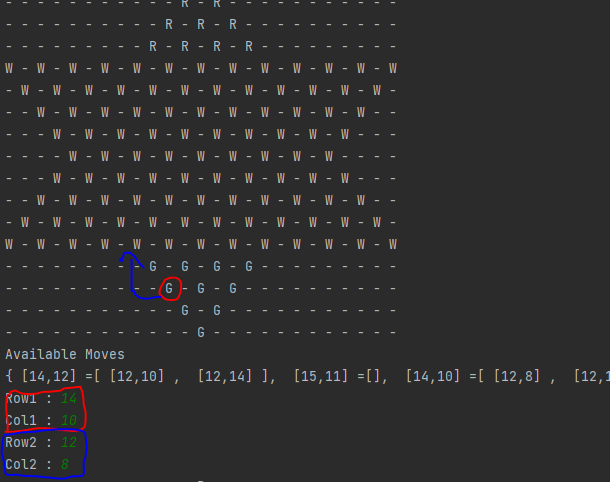 - - - - - - - - - - - R - R - - - - - - - - - - -
- - - - - - - - - - R - R - R - - - - - - - - - -
- - - - - - - - - R - R - R - R - - - - - - - - -
W - W - W - W - W - W - W - W - W - W - W - W - W
- W - W - W - W - W - W - W - W - W - W - W - W -
- - W - W - W - W - W - W - W - W - W - W - W - -
- - - W - W - W - W - W - W - W - W - W - W - - -
- - - - W - W - W - W - W - W - W - W - W - - - -
- - - W - W - W - W - W - W - W - W - W - W - - -
- - W - W - W - W - W - W - W - W - W - W - W - -
- W - W - W - W - W - W - W - W - W - W - W - W -
W - W - W - W - W - W - W - W - W - W - W - W - W
- - - - - - - - - G - G - G - G - - - - - - - - -
- - - - - - - - - - G - G - G - - - - - - - - - -
- - - - - - - - - - - G - G - - - - - - - - - - -
- - - - - - - - - - - - G - - - - - - - - - - - -
Available Moves
{ [14,12] =[ [12,10] ,  [12,14] ],  [15,11] =[],  [14,10] =[ [12,8] ,  [12,1
Row1 : 14
Col1 : 10
Row2 : 12
Col2 : 8